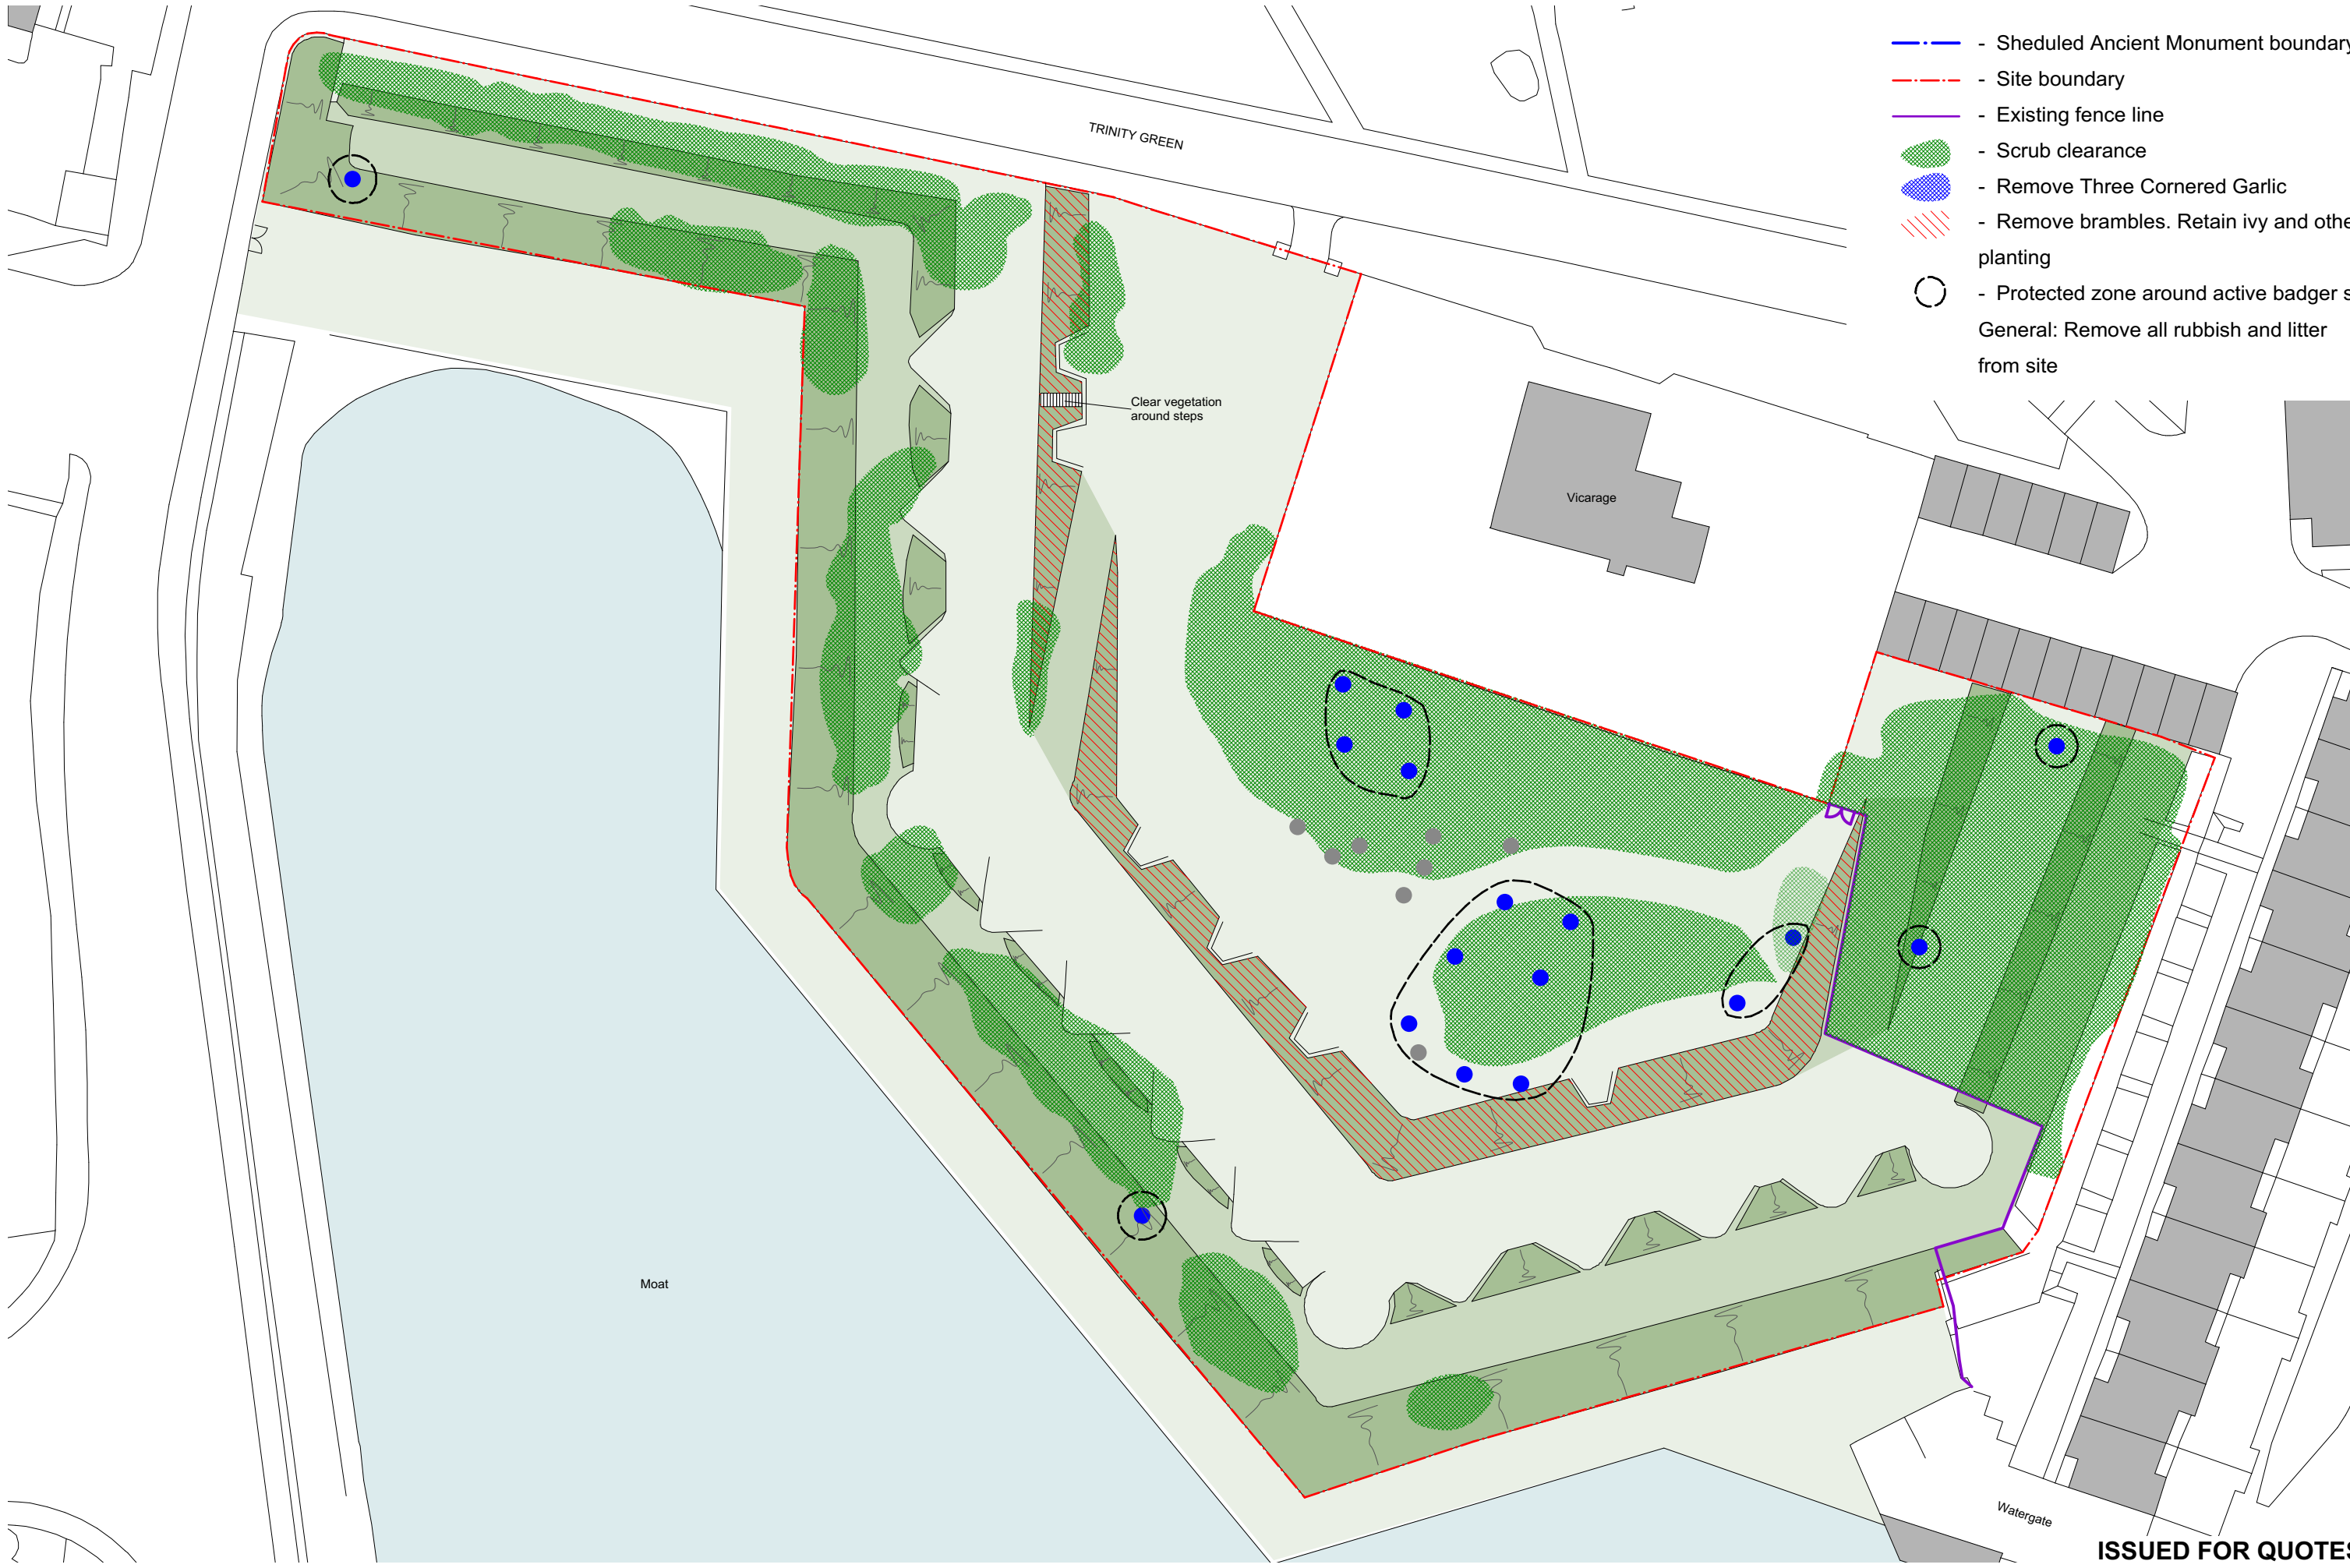 - Sheduled Ancient Monument boundary
- Site boundary
- Existing fence line
- Scrub clearance
- Remove Three Cornered Garlic
- Remove brambles. Retain ivy and othe
planting
- Protected zone around active badger s
General: Remove all rubbish and litter
from site
TRINITY GREEN
Clear vegetation
around steps
Vicarage
Moat
Watergate
ISSUED FOR QUOTES